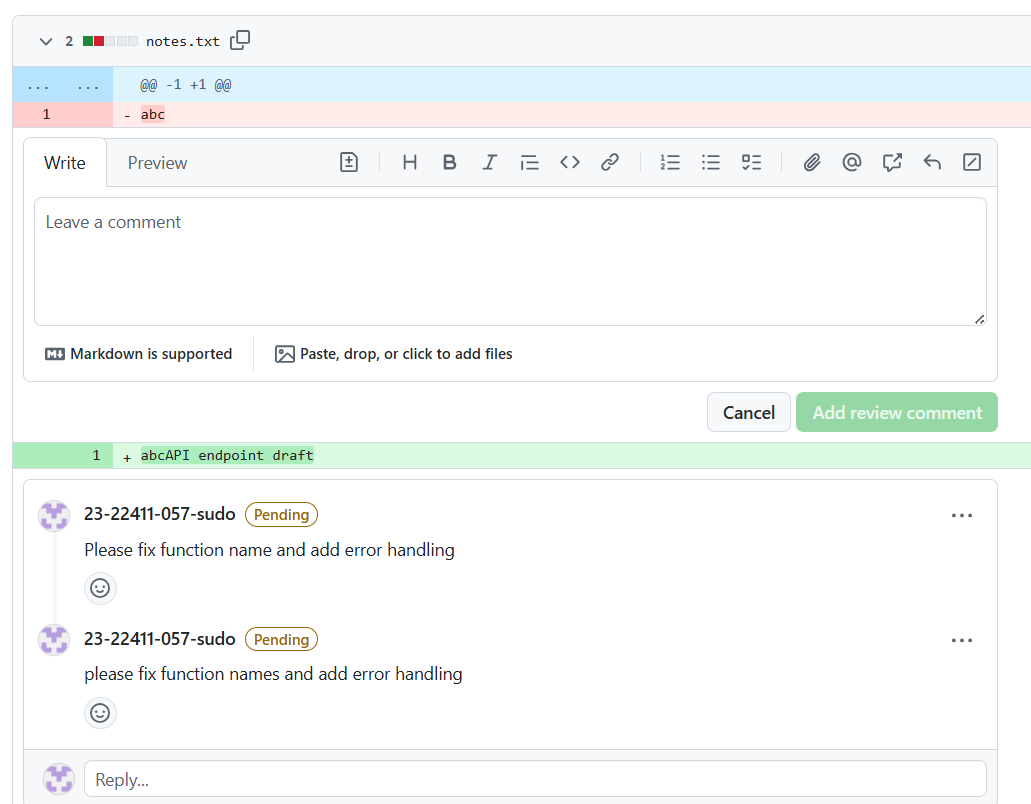 2 notes.txt
... ... @@ -1 +1 @@
1 - abc
Write Preview
Leave a comment
Markdown is supported Paste, drop, or click to add files
Cancel Add review comment
1 + abcAPI endpoint draft
23-22411-057-sudo Pending
Please fix function name and add error handling
23-22411-057-sudo Pending
please fix function names and add error handling
Reply...